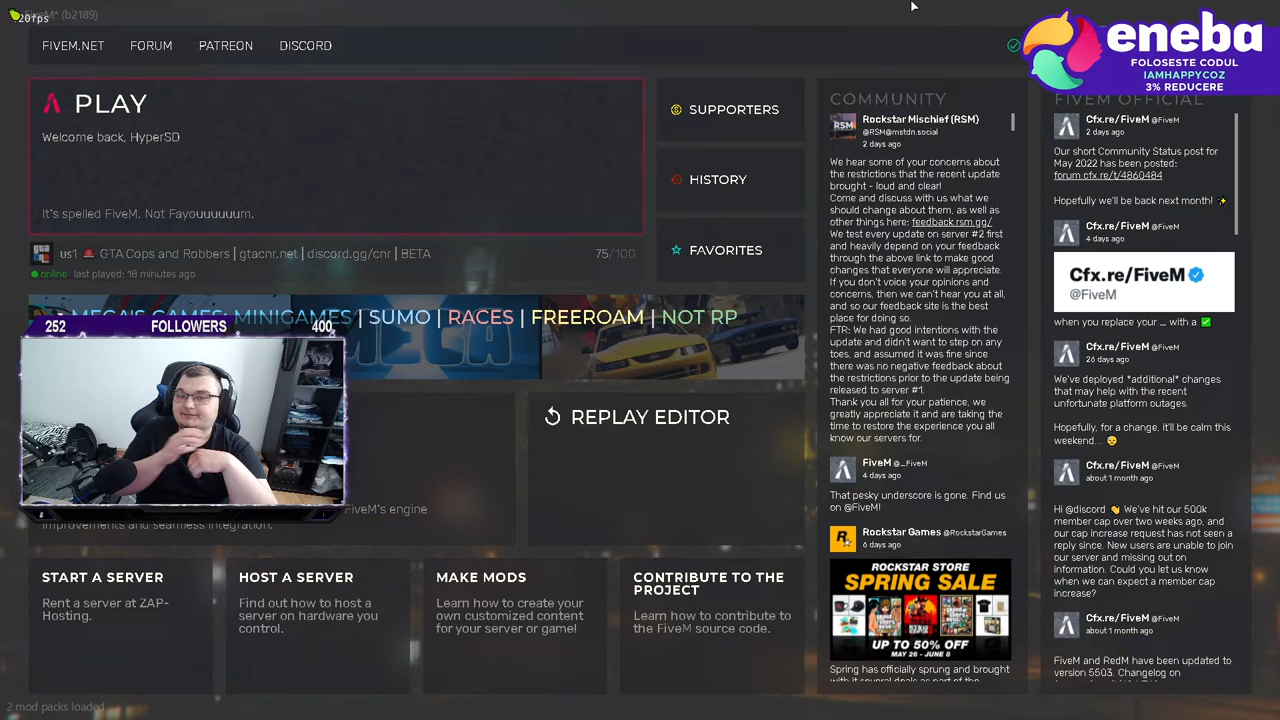 FiveM* (b2189)
20fps
FIVEM.NET FORUM PATREON DISCORD
eneba
FOLOSESTE CODUL
IAMHAPPYCOZ
3% REDUCERE
PLAY
Welcome back, HyperSD
It's spelled FiveM. Not Fayouuuuuum.
us1 🚨 GTA Cops and Robbers | gtacnr.net | discord.gg/cnr | BETA 75/100
online last played: 18 minutes ago
SUPPORTERS
HISTORY
FAVORITES
MEGA'S GAMES: MINIGAMES | SUMO | RACES | FREEROAM | NOT RP
MEGA
252 FOLLOWERS 400
FiveM's engine
improvements and seamless integration.
REPLAY EDITOR
START A SERVER
Rent a server at ZAP-
Hosting.
HOST A SERVER
Find out how to host a
server on hardware you
control.
MAKE MODS
Learn how to create your
own customized content
for your server or game!
CONTRIBUTE TO THE
PROJECT
Learn how to contribute to
the FiveM source code.
2 mod packs loaded
COMMUNITY
RSM
Rockstar Mischief (RSM)
@RSM@mstdn.social
2 days ago
We hear some of your concerns about
the restrictions that the recent update
brought - loud and clear!
Come and discuss with us what we
should change about them, as well as
other things here: feedback.rsm.gg/
We test every update on server #2 first
and heavily depend on your feedback
through the above link to make good
changes that everyone will appreciate.
If you don't voice your opinions and
concerns, then we can't hear you at all,
and so our feedback site is the best
place for doing so.
FTR: We had good intentions with the
update and didn't want to step on any
toes, and assumed it was fine since
there was no negative feedback about
the restrictions prior to the update being
released to server #1.
Thank you all for your patience, we
greatly appreciate it and are taking the
time to restore the experience you all
know our servers for.
FiveM @_FiveM
4 days ago
That pesky underscore is gone. Find us
on @FiveM!
Rockstar Games @RockstarGames
6 days ago
ROCKSTAR STORE
SPRING SALE
UP TO 50% OFF
MAY 26 - JUNE 8
Spring has officially sprung and brought
with it several deals as part of the
FIVEM OFFICIAL
Cfx.re/FiveM @FiveM
2 days ago
Our short Community Status post for
May 2022 has been posted:
forum.cfx.re/t/4860484
Hopefully we'll be back next month! ✨
Cfx.re/FiveM @FiveM
4 days ago
Cfx.re/FiveM
@FiveM
when you replace your _ with a ✅
Cfx.re/FiveM @FiveM
26 days ago
We've deployed *additional* changes
that may help with the recent
unfortunate platform outages.
Hopefully, for a change, it'll be calm this
weekend... 😔
Cfx.re/FiveM @FiveM
about 1 month ago
Hi @discord 👋 We've hit our 500k
member cap over two weeks ago, and
our cap increase request has not seen a
reply since. New users are unable to join
our server and missing out on
information. Could you let us know
when we can expect a member cap
increase?
Cfx.re/FiveM @FiveM
about 1 month ago
FiveM and RedM have been updated to
version 5503. Changelog on